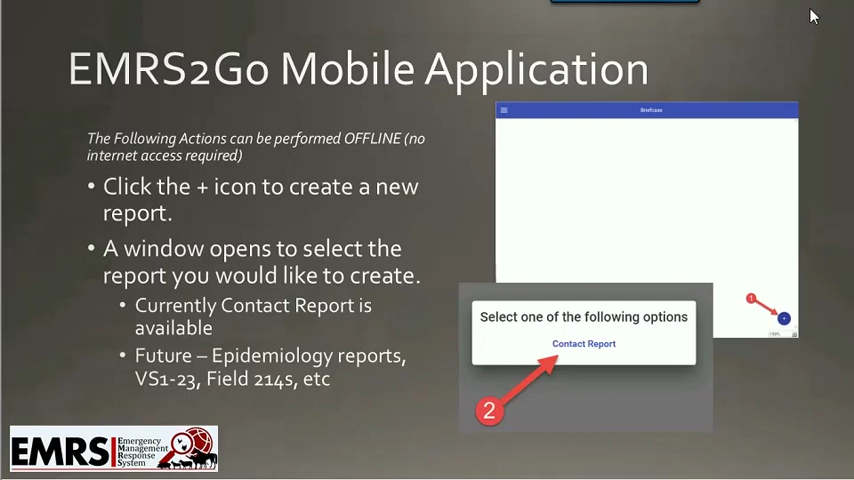 EMRS2Go Mobile Application
The Following Actions can be performed OFFLINE (no
internet access required)
• Click the + icon to create a new
report.
• A window opens to select the
report you would like to create.
• Currently Contact Report is
available
• Future – Epidemiology reports,
VS1-23, Field 214s, etc
Briefcase
1
+
100%
Select one of the following options
Contact Report
2
EMRS
Emergency
Management
Response
System